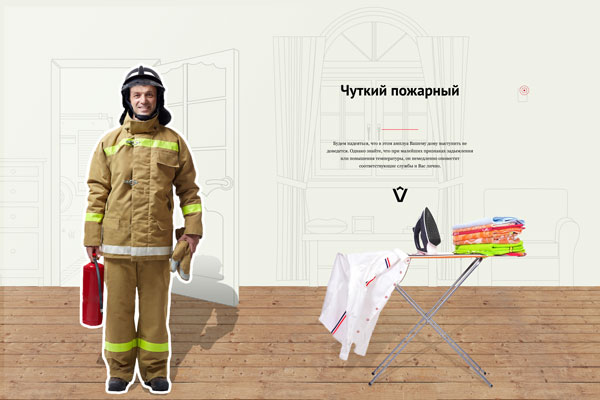 Чуткий пожарный
Будем надеяться, что в этом амплуа Вашему дому выступить не
доведется. Однако знайте, что при малейших признаках задымления
или повышения температуры, он немедленно оповестит
соответствующие службы и Вас лично.